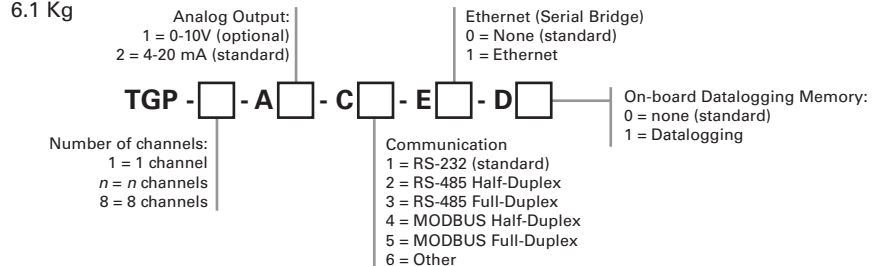 6.1 Kg
Analog Output:
1 = 0-10V (optional)
2 = 4-20 mA (standard)
Ethernet (Serial Bridge)
0 = None (standard)
1 = Ethernet
TGP - - A - C - E - D
On-board Datalogging Memory:
0 = none (standard)
1 = Datalogging
Number of channels:
1 = 1 channel
n = n channels
8 = 8 channels
Communication
1 = RS-232 (standard)
2 = RS-485 Half-Duplex
3 = RS-485 Full-Duplex
4 = MODBUS Half-Duplex
5 = MODBUS Full-Duplex
6 = Other